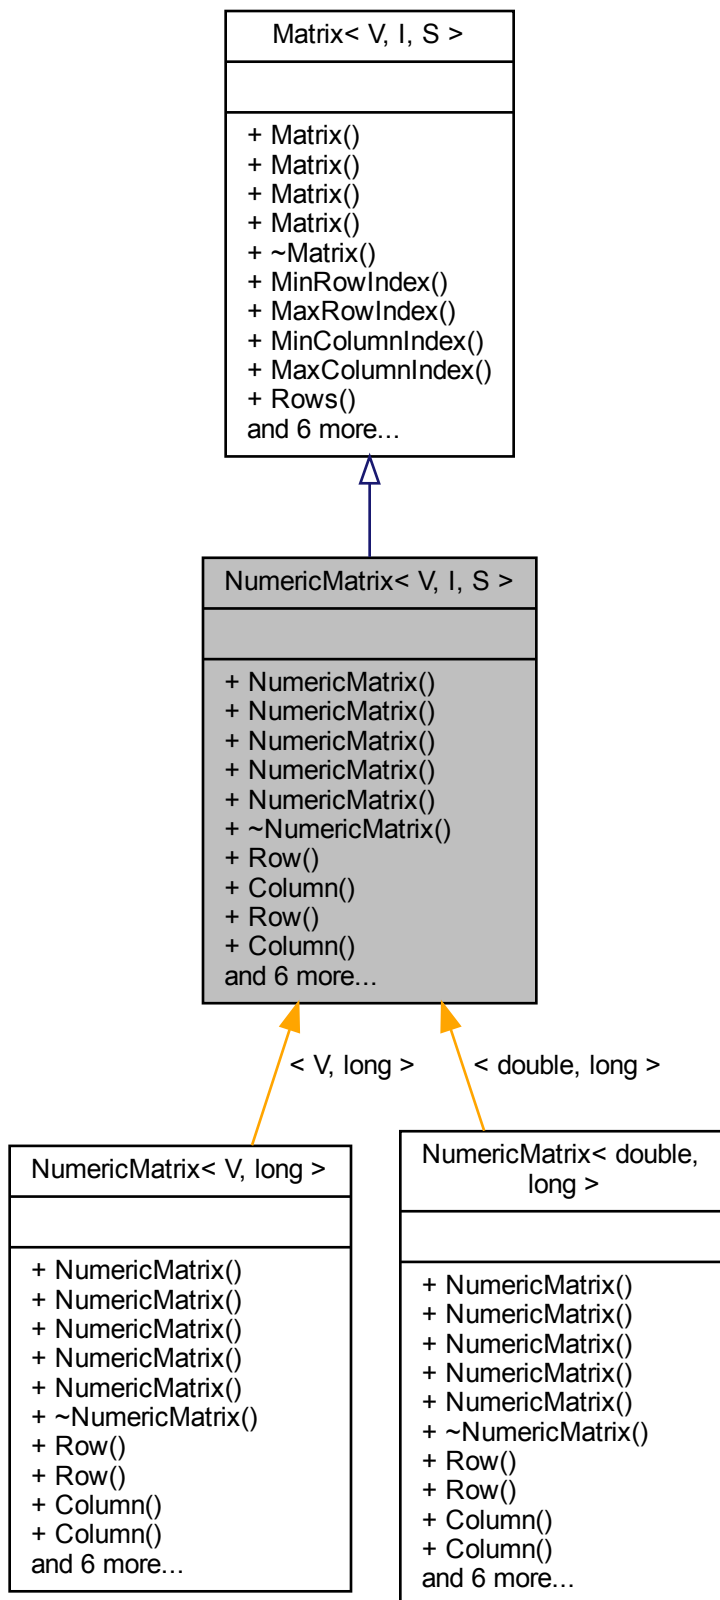 Matrix< V, I, S >
+ Matrix()
+ Matrix()
+ Matrix()
+ Matrix()
+ ~Matrix()
+ MinRowIndex()
+ MaxRowIndex()
+ MinColumnIndex()
+ MaxColumnIndex()
+ Rows()
and 6 more...
NumericMatrix< V, I, S >
+ NumericMatrix()
+ NumericMatrix()
+ NumericMatrix()
+ NumericMatrix()
+ NumericMatrix()
+ ~NumericMatrix()
+ Row()
+ Column()
+ Row()
+ Column()
and 6 more...
< V, long >
< double, long >
NumericMatrix< V, long >
+ NumericMatrix()
+ NumericMatrix()
+ NumericMatrix()
+ NumericMatrix()
+ NumericMatrix()
+ ~NumericMatrix()
+ Row()
+ Row()
+ Column()
+ Column()
and 6 more...
NumericMatrix< double,
long >
+ NumericMatrix()
+ NumericMatrix()
+ NumericMatrix()
+ NumericMatrix()
+ NumericMatrix()
+ ~NumericMatrix()
+ Row()
+ Row()
+ Column()
+ Column()
and 6 more...